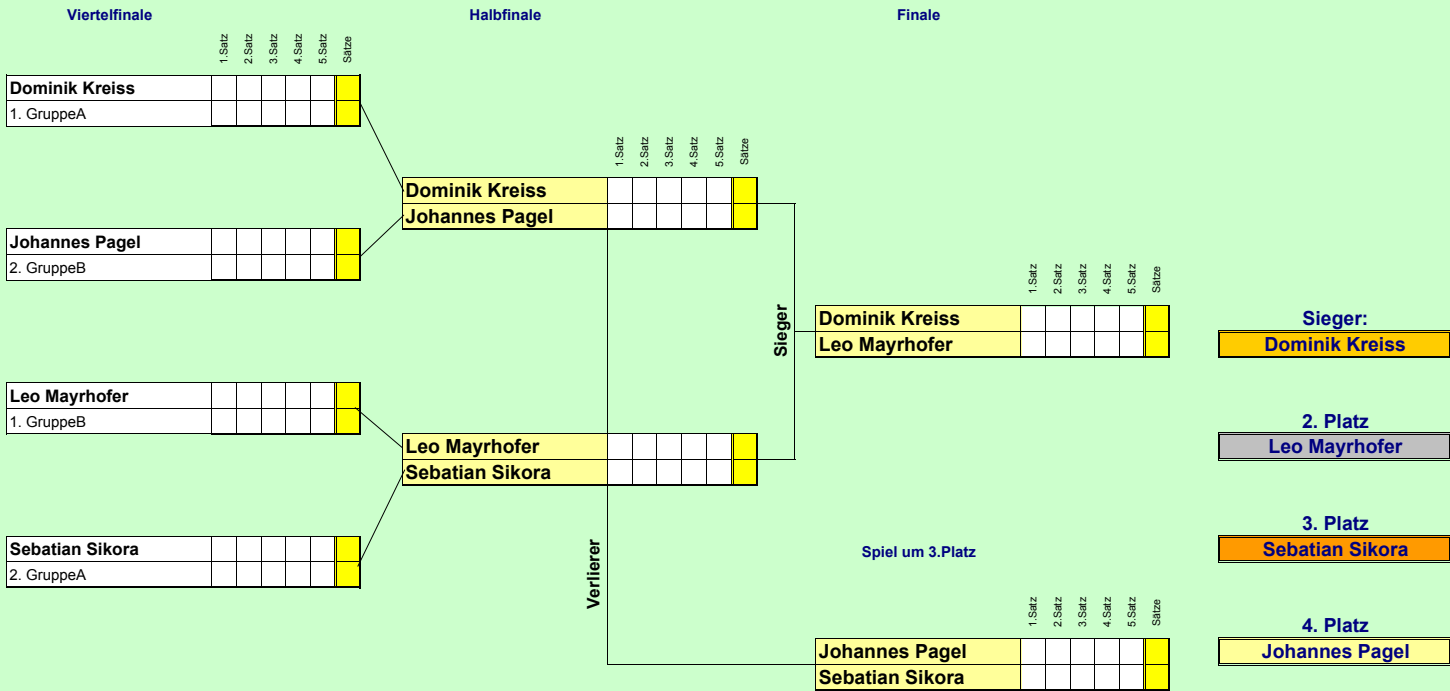 Viertelfinale
Halbfinale
Finale
1.Satz 2.Satz 3.Satz 4.Satz 5.Satz Sätze
Dominik Kreiss
1. GruppeA
Johannes Pagel
2. GruppeB
Leo Mayrhofer
1. GruppeB
Sebatian Sikora
2. GruppeA
1.Satz 2.Satz 3.Satz 4.Satz 5.Satz Sätze
Dominik Kreiss
Johannes Pagel
Leo Mayrhofer
Sebatian Sikora
Sieger
Verlierer
1.Satz 2.Satz 3.Satz 4.Satz 5.Satz Sätze
Dominik Kreiss
Leo Mayrhofer
Spiel um 3.Platz
1.Satz 2.Satz 3.Satz 4.Satz 5.Satz Sätze
Johannes Pagel
Sebatian Sikora
Sieger:
Dominik Kreiss
2. Platz
Leo Mayrhofer
3. Platz
Sebatian Sikora
4. Platz
Johannes Pagel